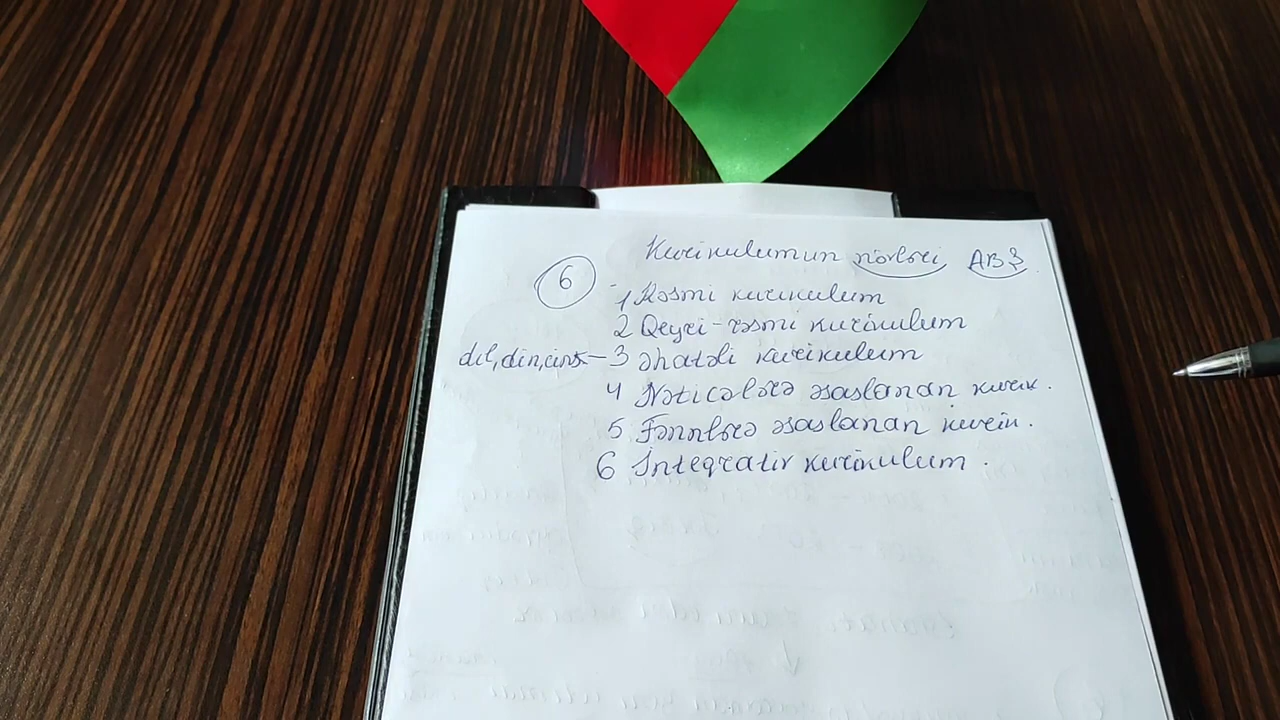 Kurikulumun növləri ABŞ
6
1 Rəsmi kurikulum
2 Qeyri-rəsmi kurikulum
dil, din, cins – 3 Əhatəli kurikulum
4 Nəticələrə əsaslanan kurik.
5 Fənnlərə əsaslanan kurik.
6 İnteqrativ kurikulum.